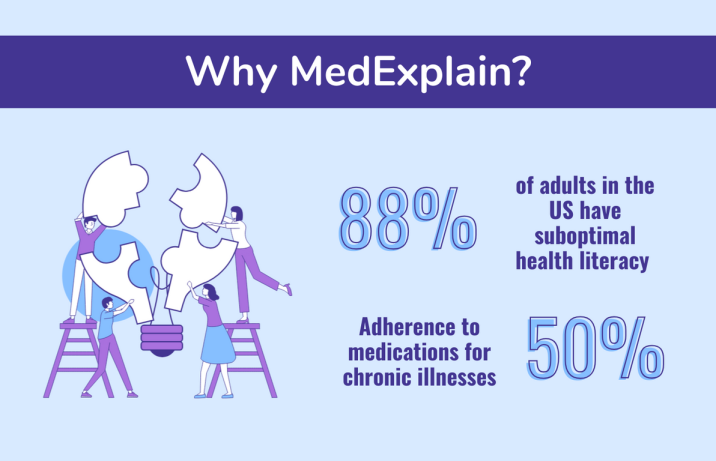 Why MedExplain?
88%
of adults in the
US have
suboptimal
health literacy
Adherence to
medications for
chronic illnesses
50%